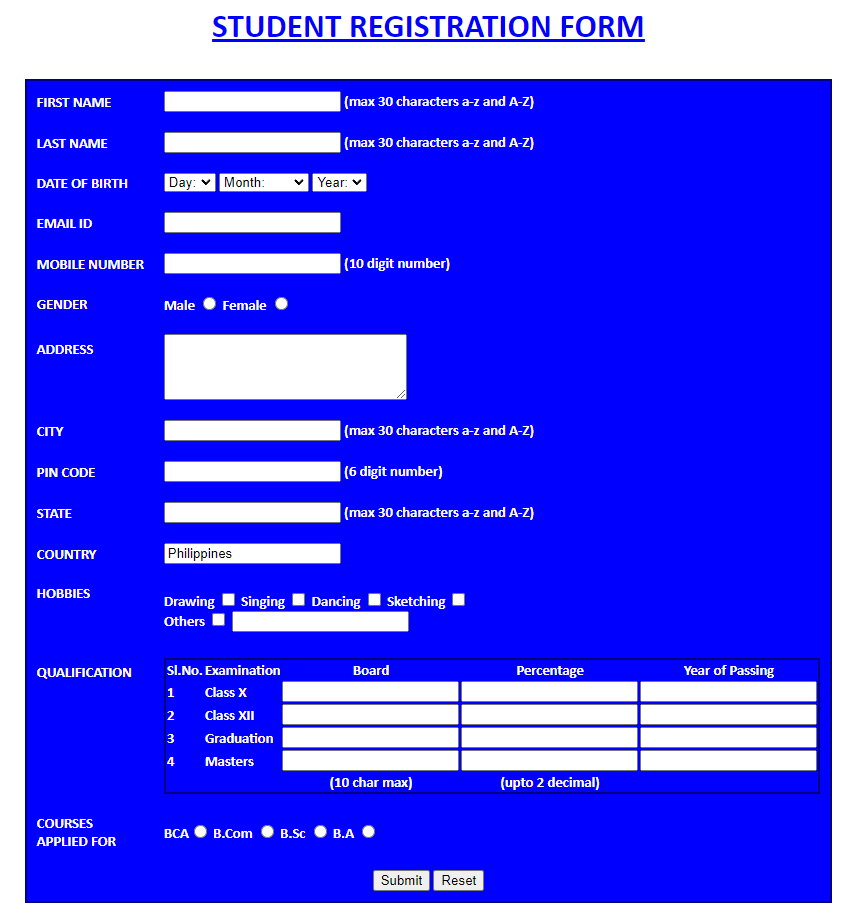 STUDENT REGISTRATION FORM
FIRST NAME (max 30 characters a-z and A-Z)
LAST NAME (max 30 characters a-z and A-Z)
DATE OF BIRTH Day: Month: Year:
EMAIL ID
MOBILE NUMBER (10 digit number)
GENDER Male Female
ADDRESS
CITY (max 30 characters a-z and A-Z)
PIN CODE (6 digit number)
STATE (max 30 characters a-z and A-Z)
COUNTRY Philippines
HOBBIES
Drawing Singing Dancing Sketching
Others
QUALIFICATION Sl.No. Examination Board Percentage Year of Passing
1 Class X
2 Class XII
3 Graduation
4 Masters
(10 char max) (upto 2 decimal)
COURSES
APPLIED FOR
BCA B.Com B.Sc B.A
Submit Reset